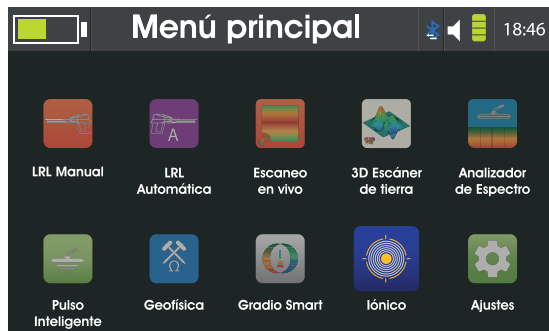 Menú principal
18:46
LRL Manual
LRL
Automática
A
Escaneo
en vivo
3D Escáner
de tierra
Analizador
de Espectro
Pulso
Inteligente
Ω
Geofísica
Gradio Smart
Iónico
Ajustes